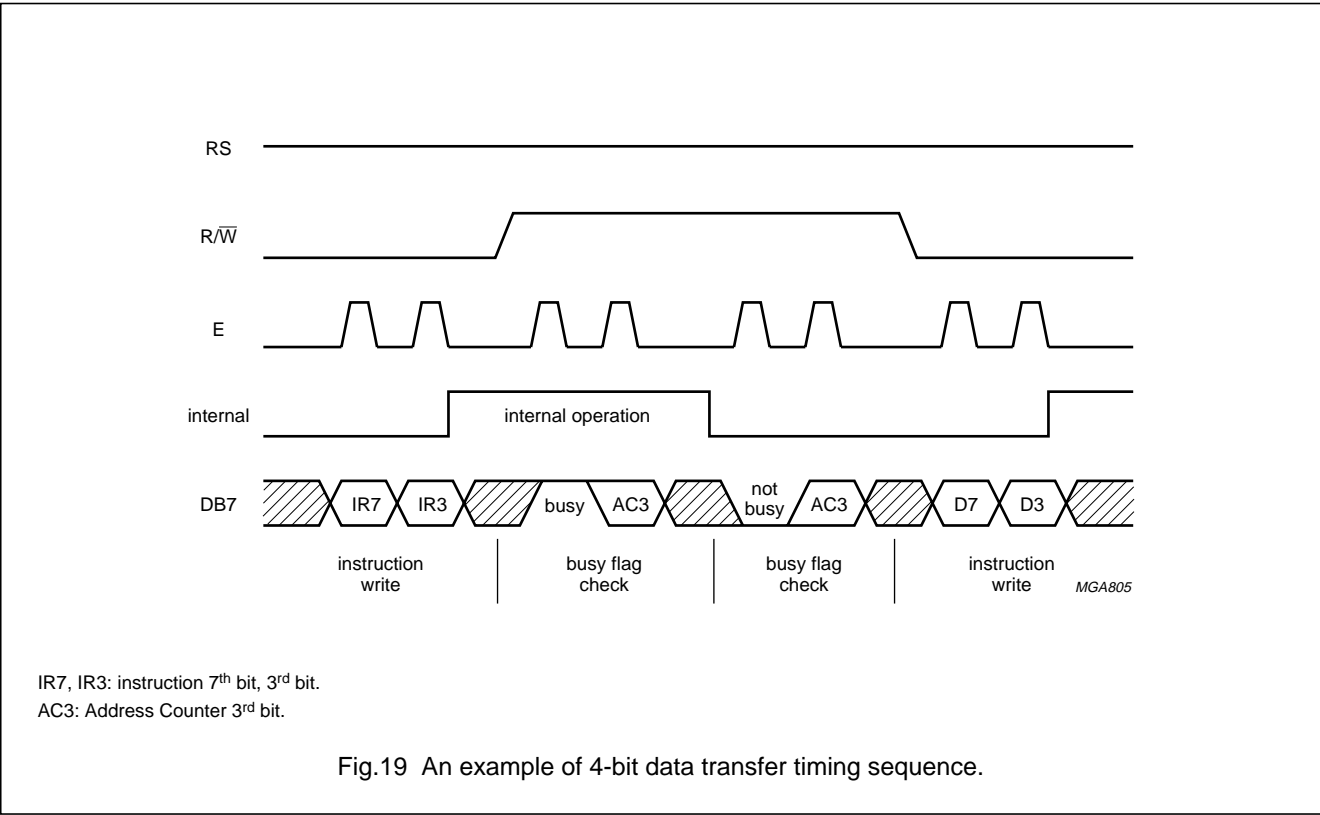 RS
R/W̅
E
internal
internal operation
DB7
IR7
IR3
busy
AC3
not
busy
AC3
D7
D3
instruction
write
busy flag
check
busy flag
check
instruction
write
MGA805
IR7, IR3: instruction 7th bit, 3rd bit.
AC3: Address Counter 3rd bit.
Fig.19 An example of 4-bit data transfer timing sequence.